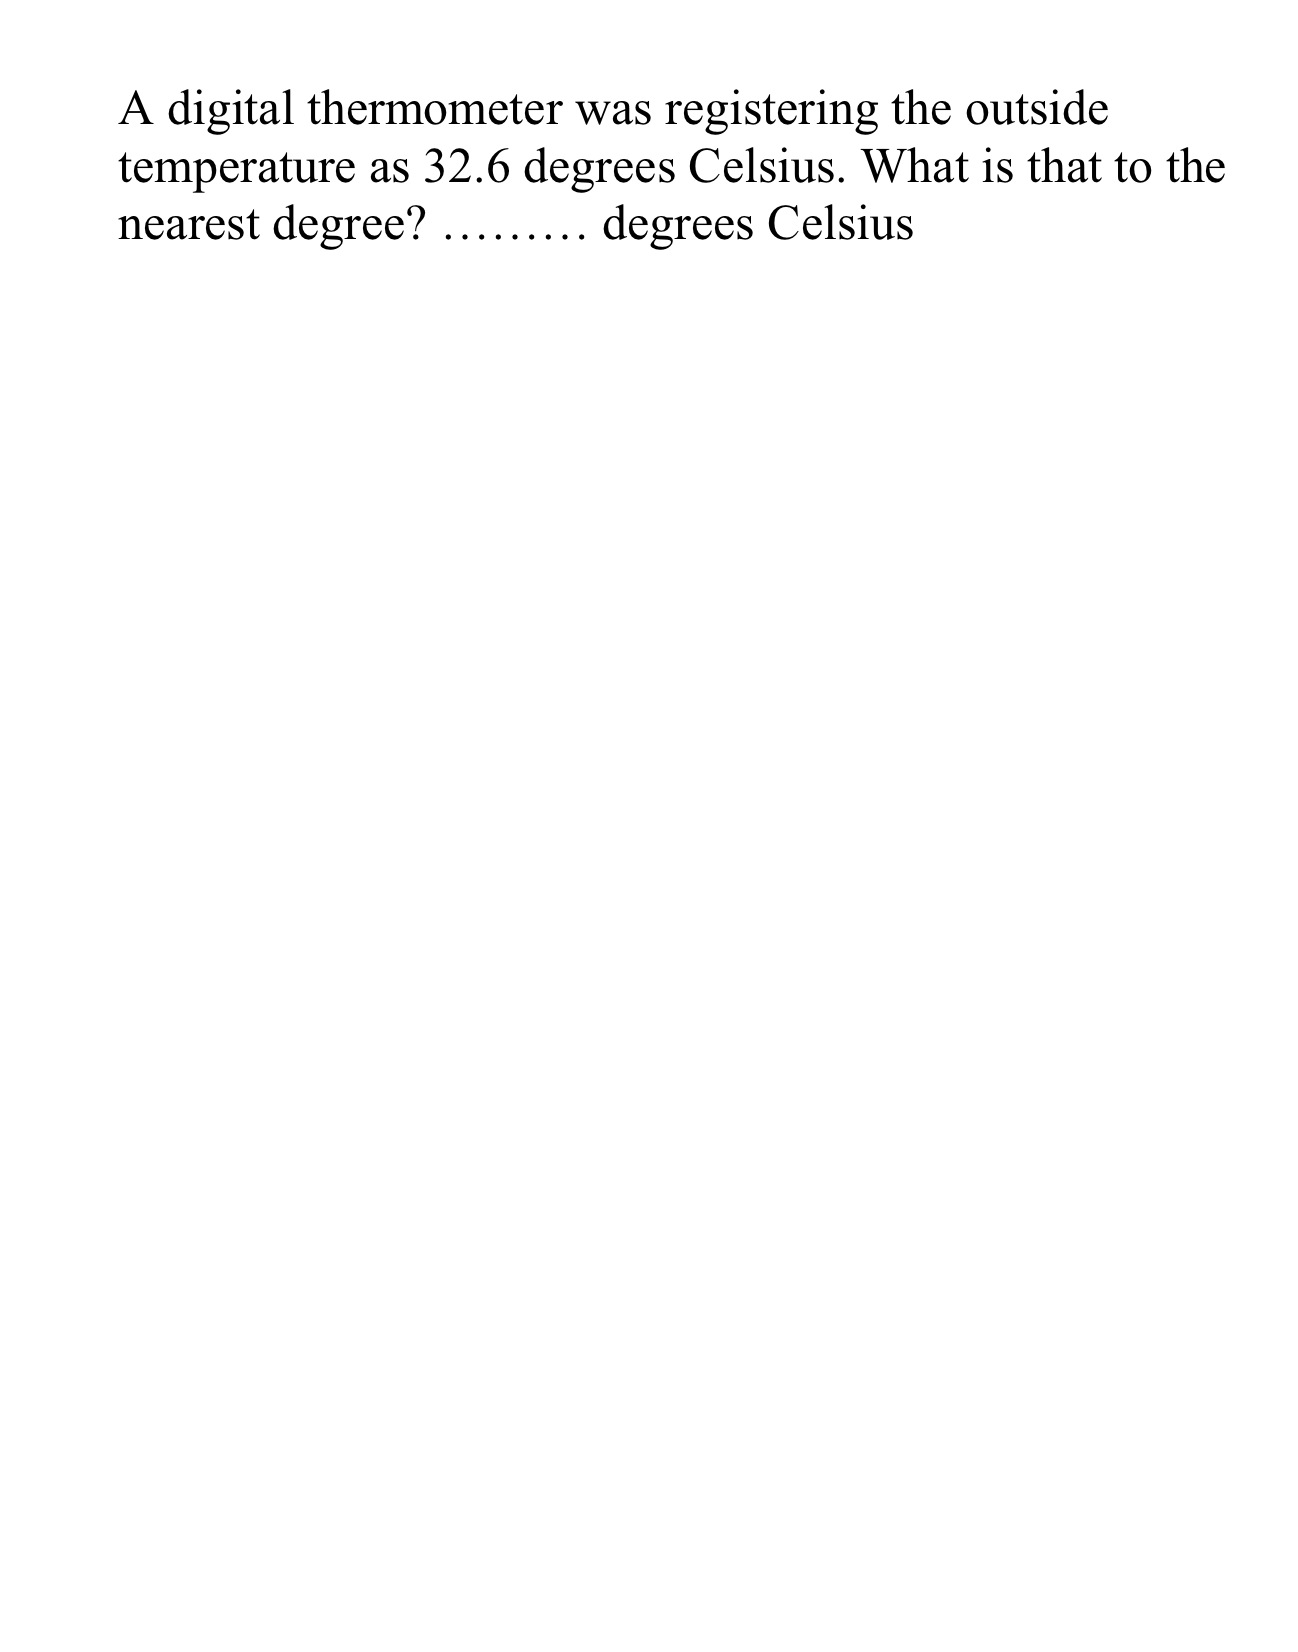 A digital thermometer was registering the outside
temperature as 32.6 degrees Celsius. What is that to the
nearest degree? ……… degrees Celsius